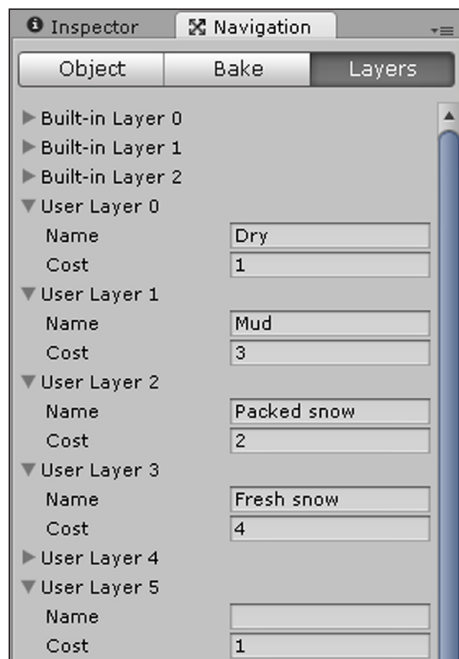 Inspector Navigation
Object Bake Layers
Built-in Layer 0
Built-in Layer 1
Built-in Layer 2
User Layer 0
Name Dry
Cost 1
User Layer 1
Name Mud
Cost 3
User Layer 2
Name Packed snow
Cost 2
User Layer 3
Name Fresh snow
Cost 4
User Layer 4
User Layer 5
Name
Cost 1